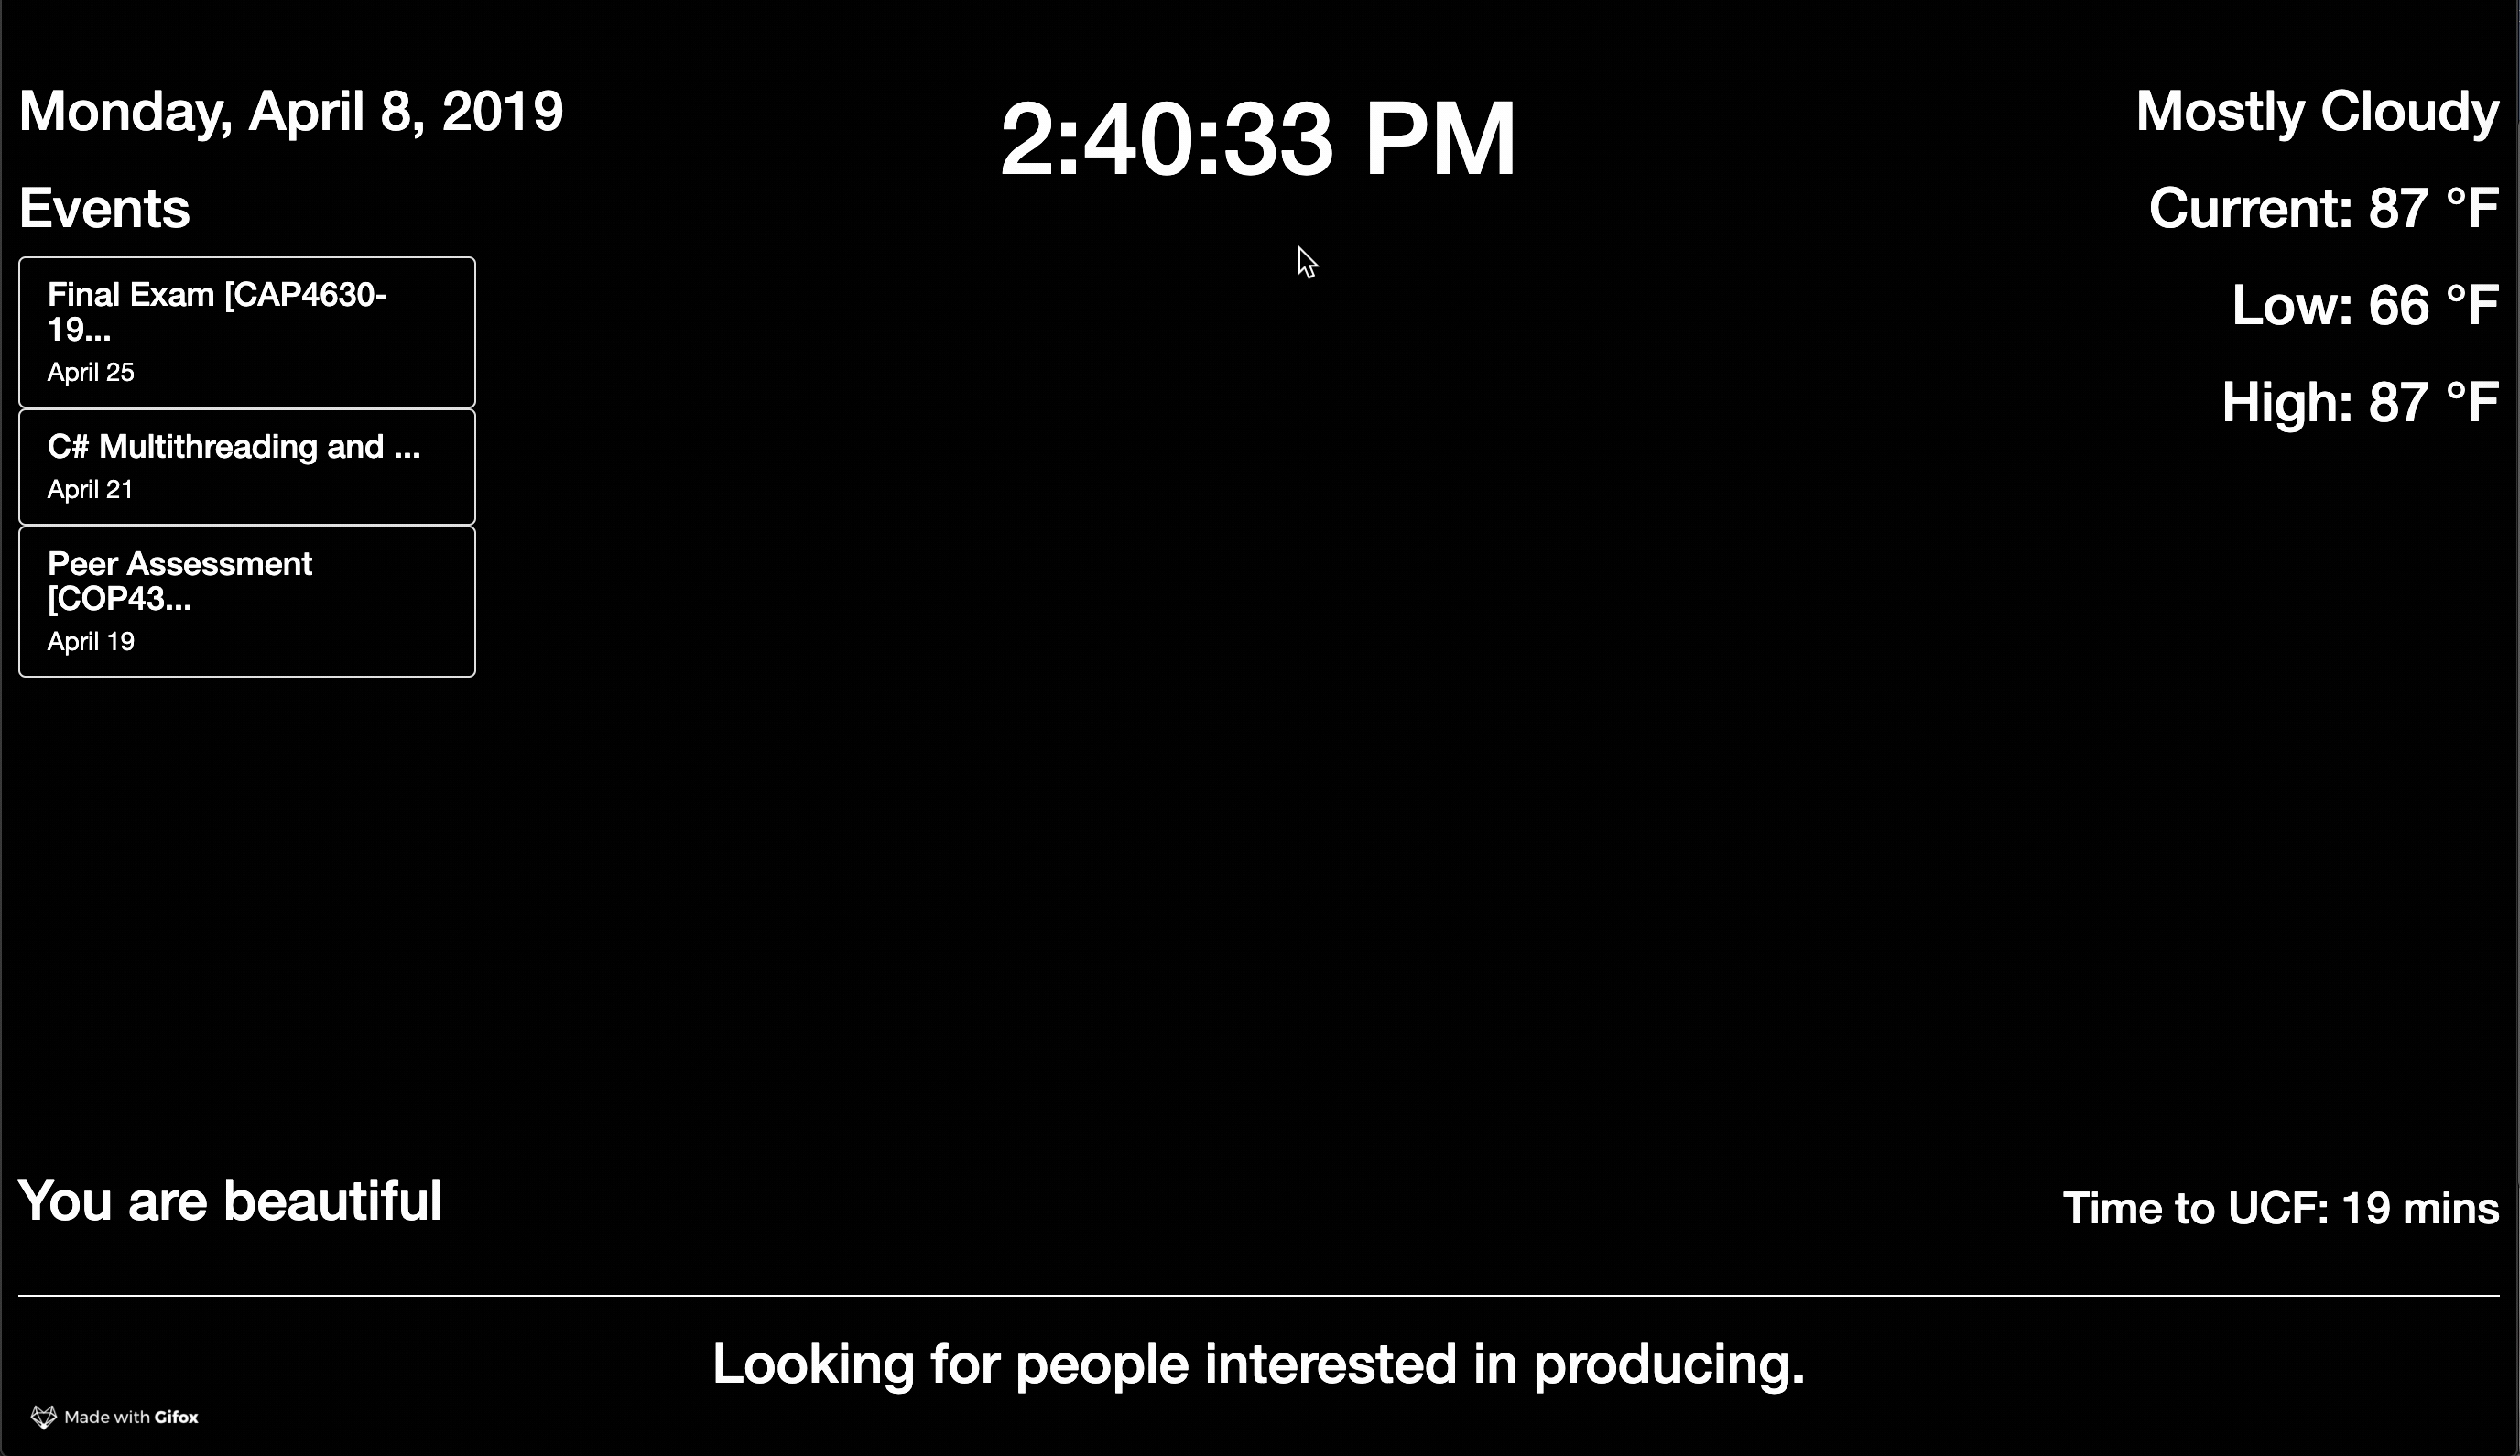 Monday, April 8, 2019
Events
Final Exam [CAP4630-
19...
April 25
C# Multithreading and ...
April 21
Peer Assessment
[COP43...
April 19
2:40:33 PM
Mostly Cloudy
Current: 87 °F
Low: 66 °F
High: 87 °F
You are beautiful
Time to UCF: 19 mins
Looking for people interested in producing.
Made with Gifox